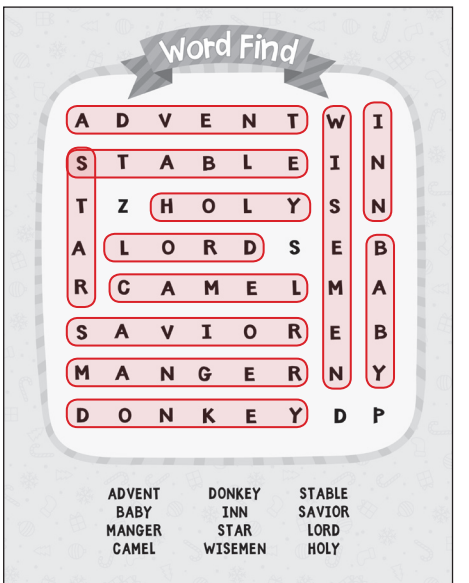 Word Find
A D V E N T W I
S T A B L E I N
T Z H O L Y S N
A L O R D S E B
R C A M E L M A
S A V I O R E B
M A N G E R N Y
D O N K E Y D P
ADVENT DONKEY STABLE
BABY INN SAVIOR
MANGER STAR LORD
CAMEL WISEMEN HOLY